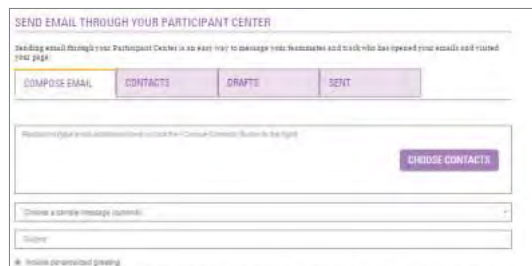 SEND EMAIL THROUGH YOUR PARTICIPANT CENTER
Sending email through your Participant Center is an easy way to message your teammates and track who has opened your emails and visited
your page.
COMPOSE EMAIL
CONTACTS
DRAFTS
SENT
CHOOSE CONTACTS
Choose a sample message (optional)
Subject
Include personalized greeting